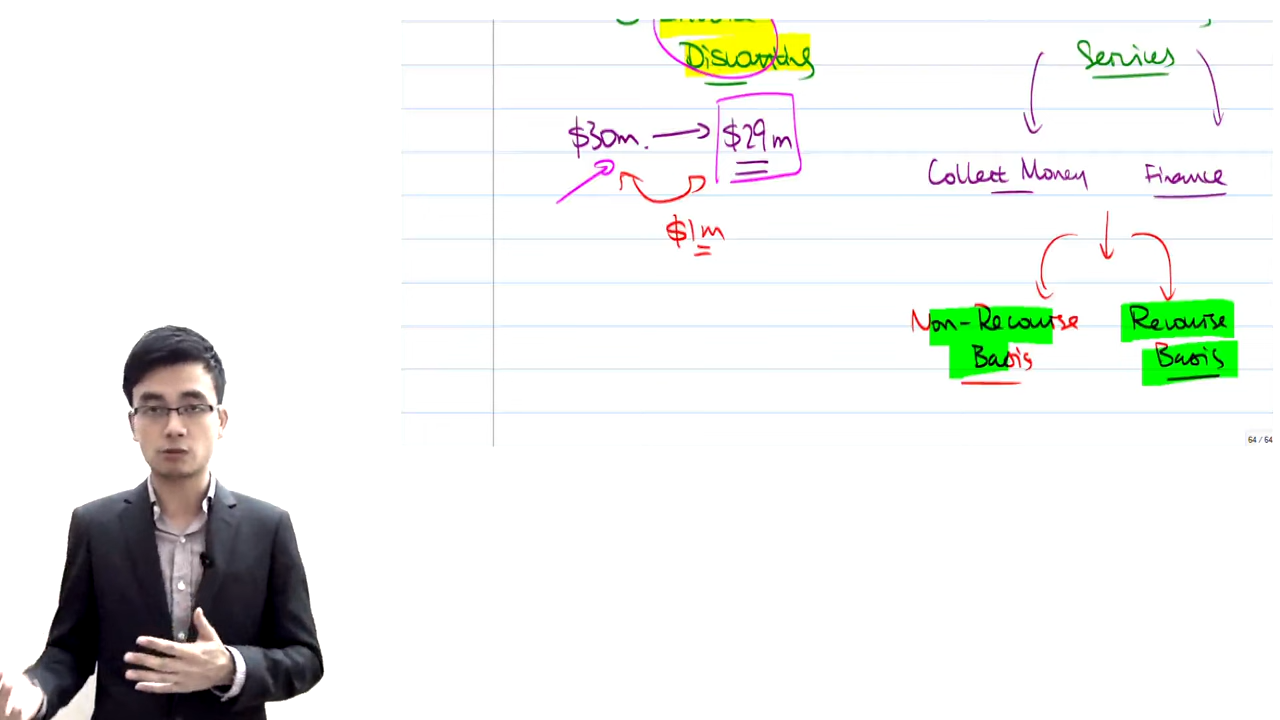 Discounting
$30m. → $29m
$1m
Services
Collect Money
Finance
Non-Recourse
Basis
Recourse
Basis
64 / 64